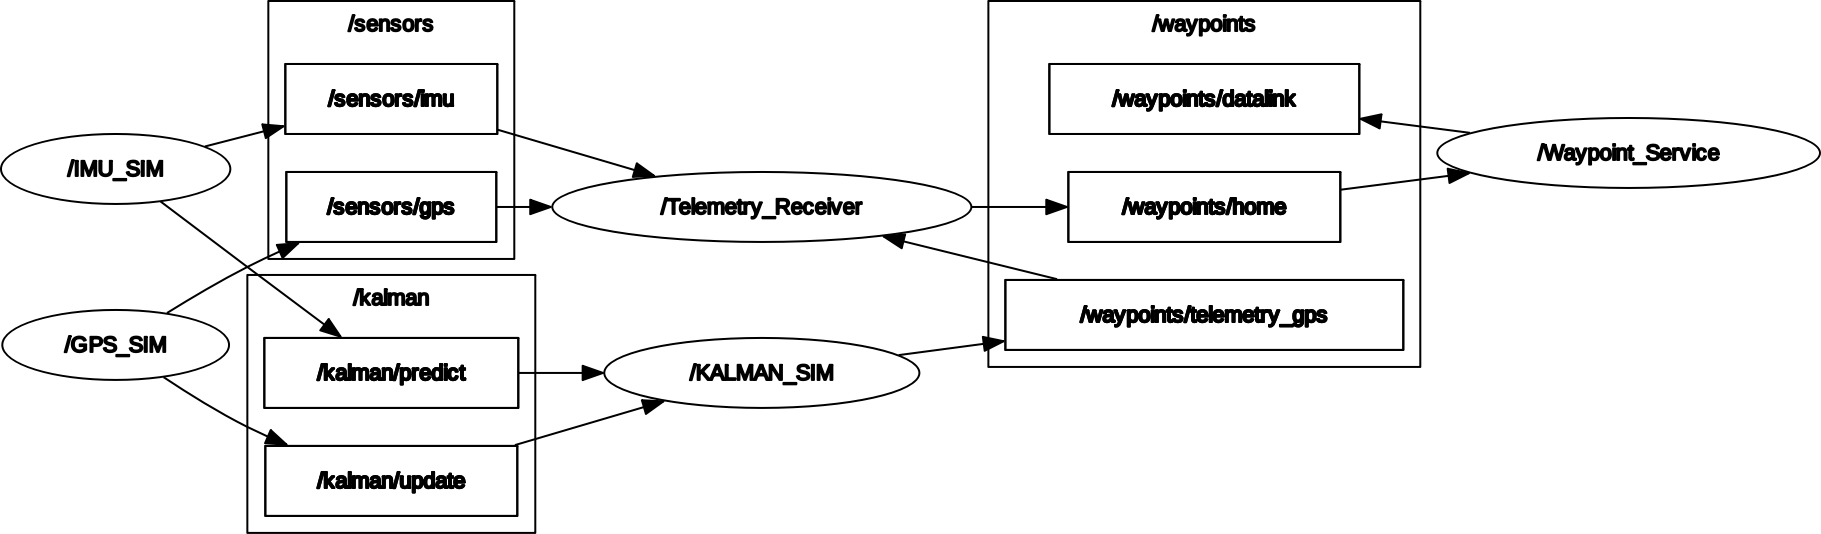 /sensors
/sensors/imu
/sensors/gps
/IMU_SIM
/GPS_SIM
/kalman
/kalman/predict
/kalman/update
/Telemetry_Receiver
/KALMAN_SIM
/waypoints
/waypoints/datalink
/waypoints/home
/waypoints/telemetry_gps
/Waypoint_Service